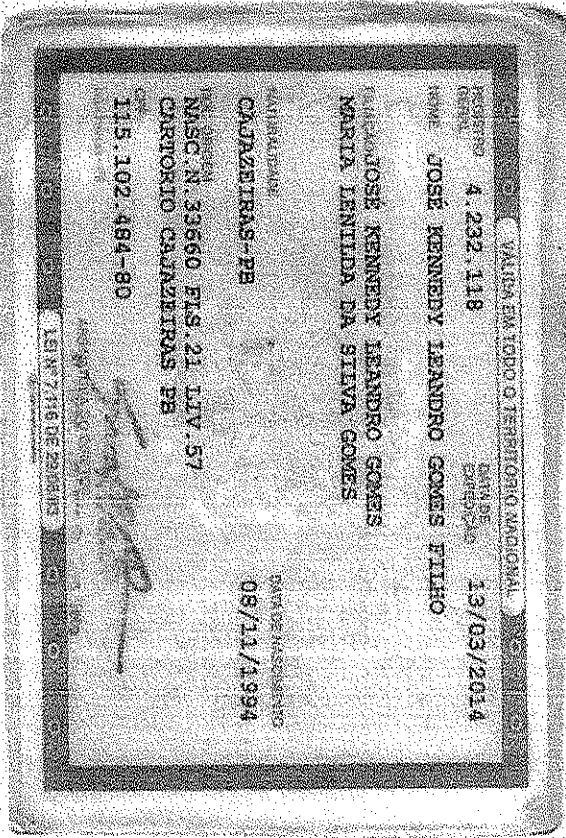 VÁLIDA EM TODO O TERRITÓRIO NACIONAL
REGISTRO GERAL 4.232.118 DATA DE EXPEDIÇÃO 13/03/2014
NOME JOSÉ KENNEDY LEANDRO GOMES FILHO
FILIAÇÃO JOSÉ KENNEDY LEANDRO GOMES
MARIA LENILDA DA SILVA GOMES
NATURALIDADE DATA DE NASCIMENTO
CAJAZEIRAS-PB 08/11/1994
NASC.N.33660 FLS.21 LIV.57
CARTORIO CAJAZEIRAS PB
CPF
115.102.484-80
LEI Nº 7.116 DE 29/08/83